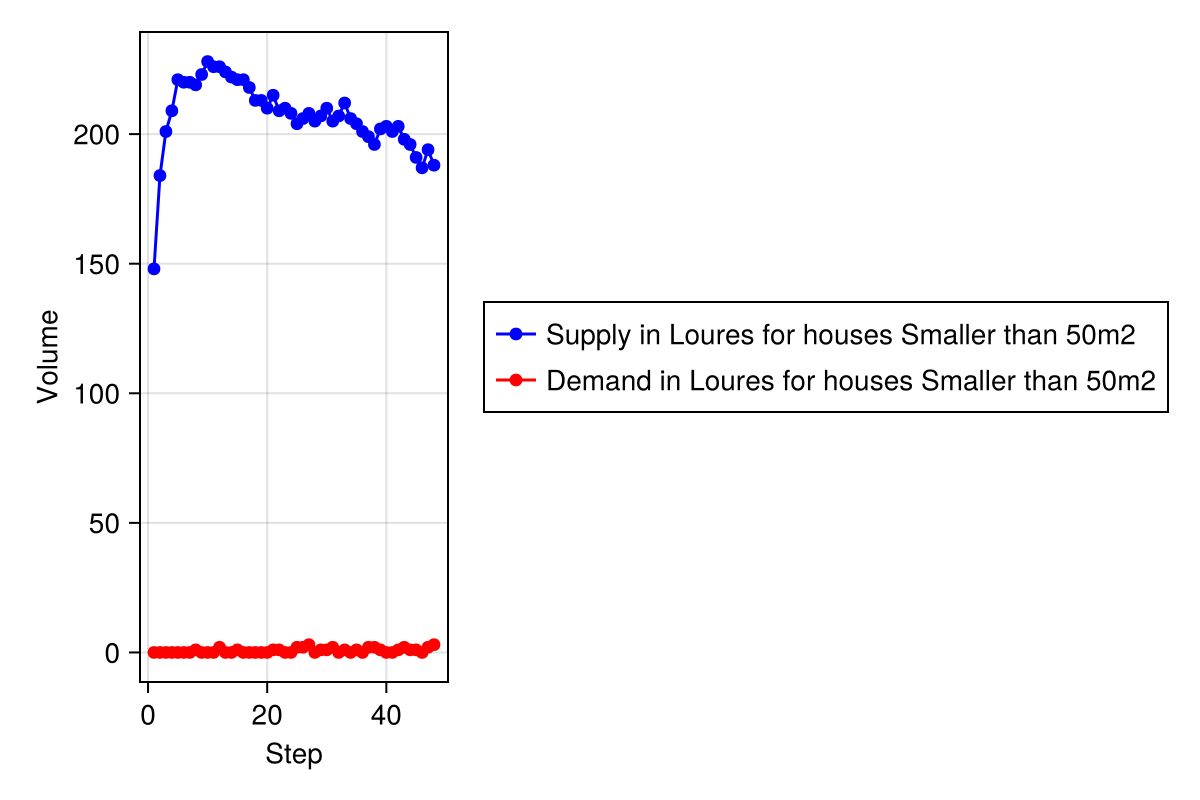 Volume
200
150
100
50
0
0 20 40
Step
Supply in Loures for houses Smaller than 50m2
Demand in Loures for houses Smaller than 50m2